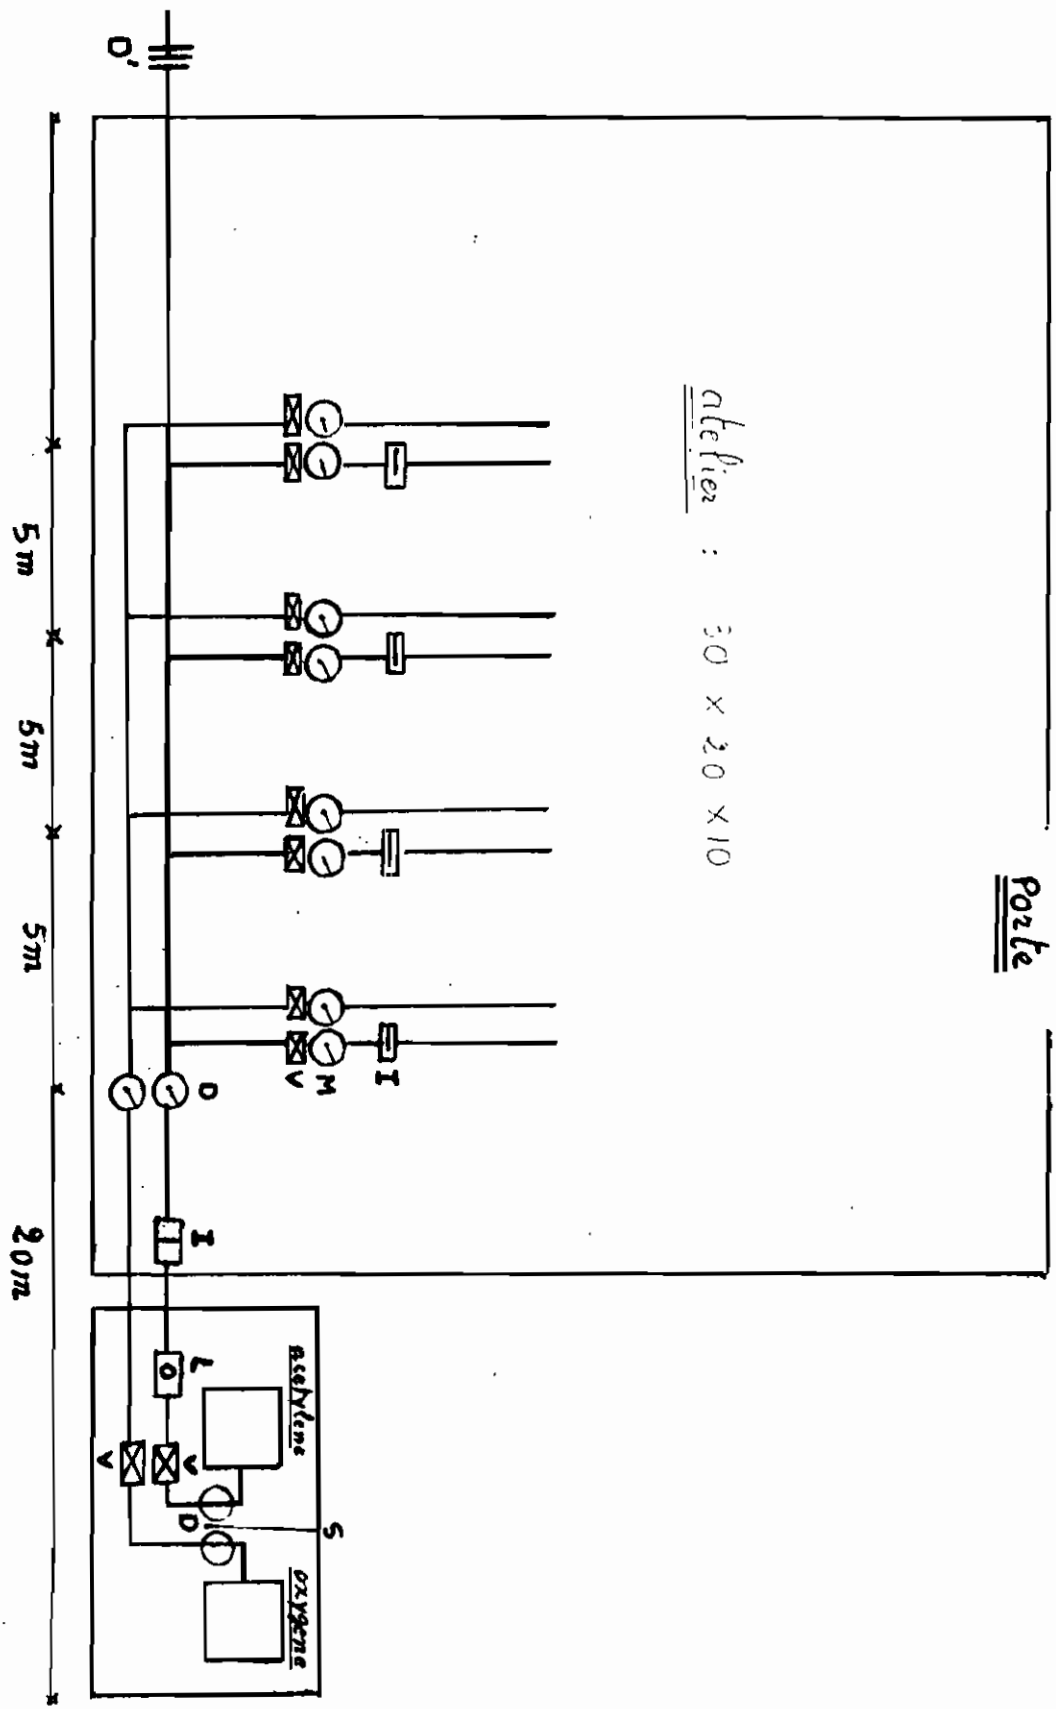 Porte
atelier : 30 x 20 x 10
D'
V M I
D
I
L
acetylene
V
V
D
S
oxygene
5m
5m
5m
20m